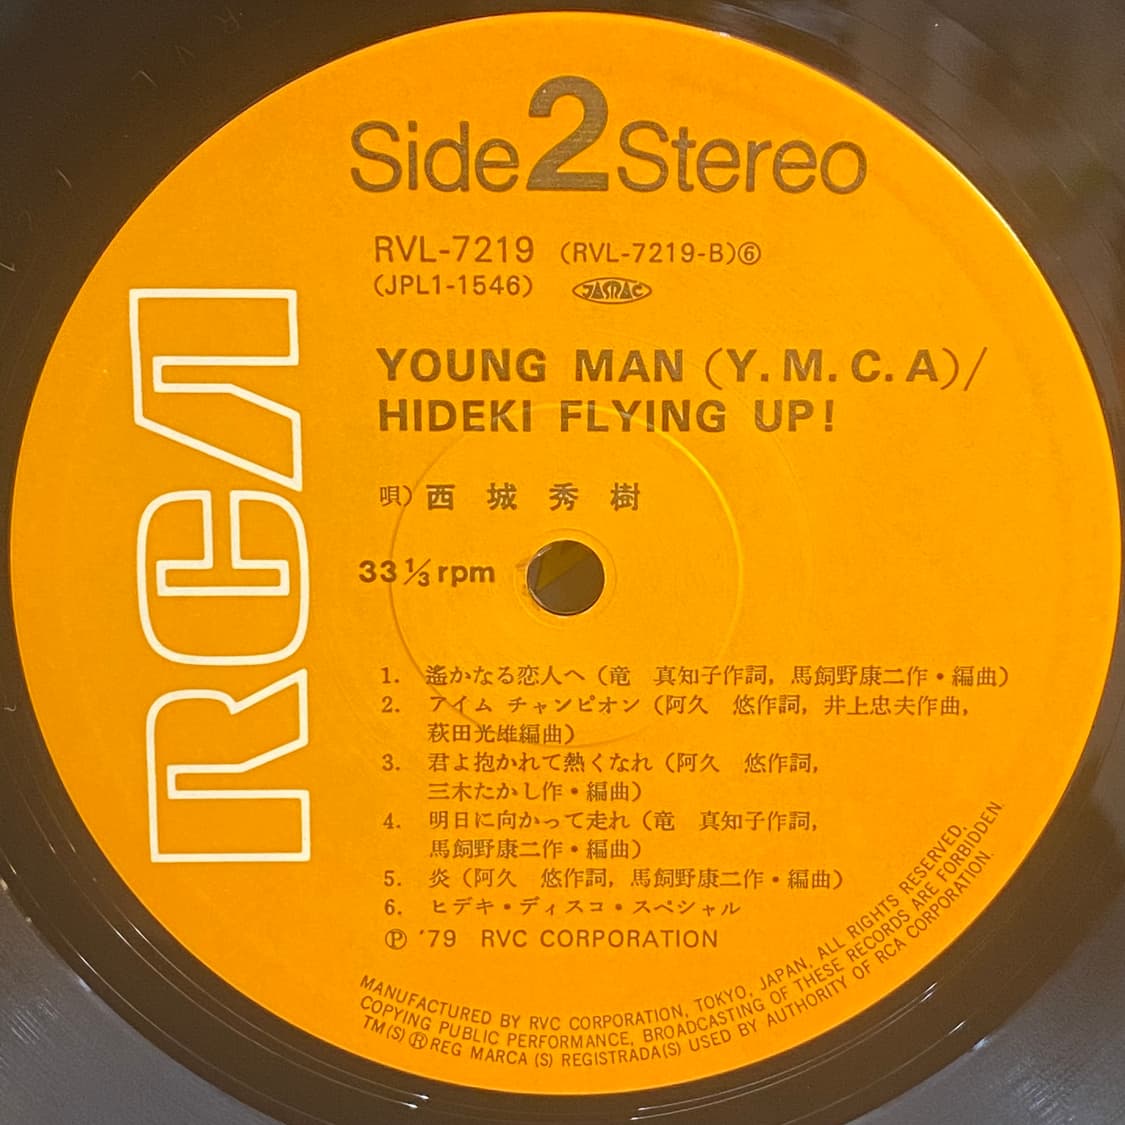 Side 2 Stereo
RVL-7219 (RVL-7219-B)⑥
(JPL1-1546) JASRAC
YOUNG MAN (Y.M.C.A)/
HIDEKI FLYING UP!
唄) 西城秀樹
33 1/3 rpm
RCA
1. 遙かなる恋人へ (竜 真知子作詞, 馬飼野康二作・編曲)
2. アイム チャンピオン (阿久 悠作詞, 井上忠夫作曲,
萩田光雄編曲)
3. 君よ抱かれて熱くなれ (阿久 悠作詞,
三木たかし作・編曲)
4. 明日に向かって走れ (竜 真知子作詞,
馬飼野康二作・編曲)
5. 炎 (阿久 悠作詞, 馬飼野康二作・編曲)
6. ヒデキ・ディスコ・スペシャル
Ⓟ '79 RVC CORPORATION
MANUFACTURED BY RVC CORPORATION, TOKYO, JAPAN, ALL RIGHTS RESERVED,
COPYING PUBLIC PERFORMANCE, BROADCASTING OF THESE RECORDS ARE FORBIDDEN.
TM(S) ® REG MARCA (S) REGISTRADA(S) USED BY AUTHORITY OF RCA CORPORATION.